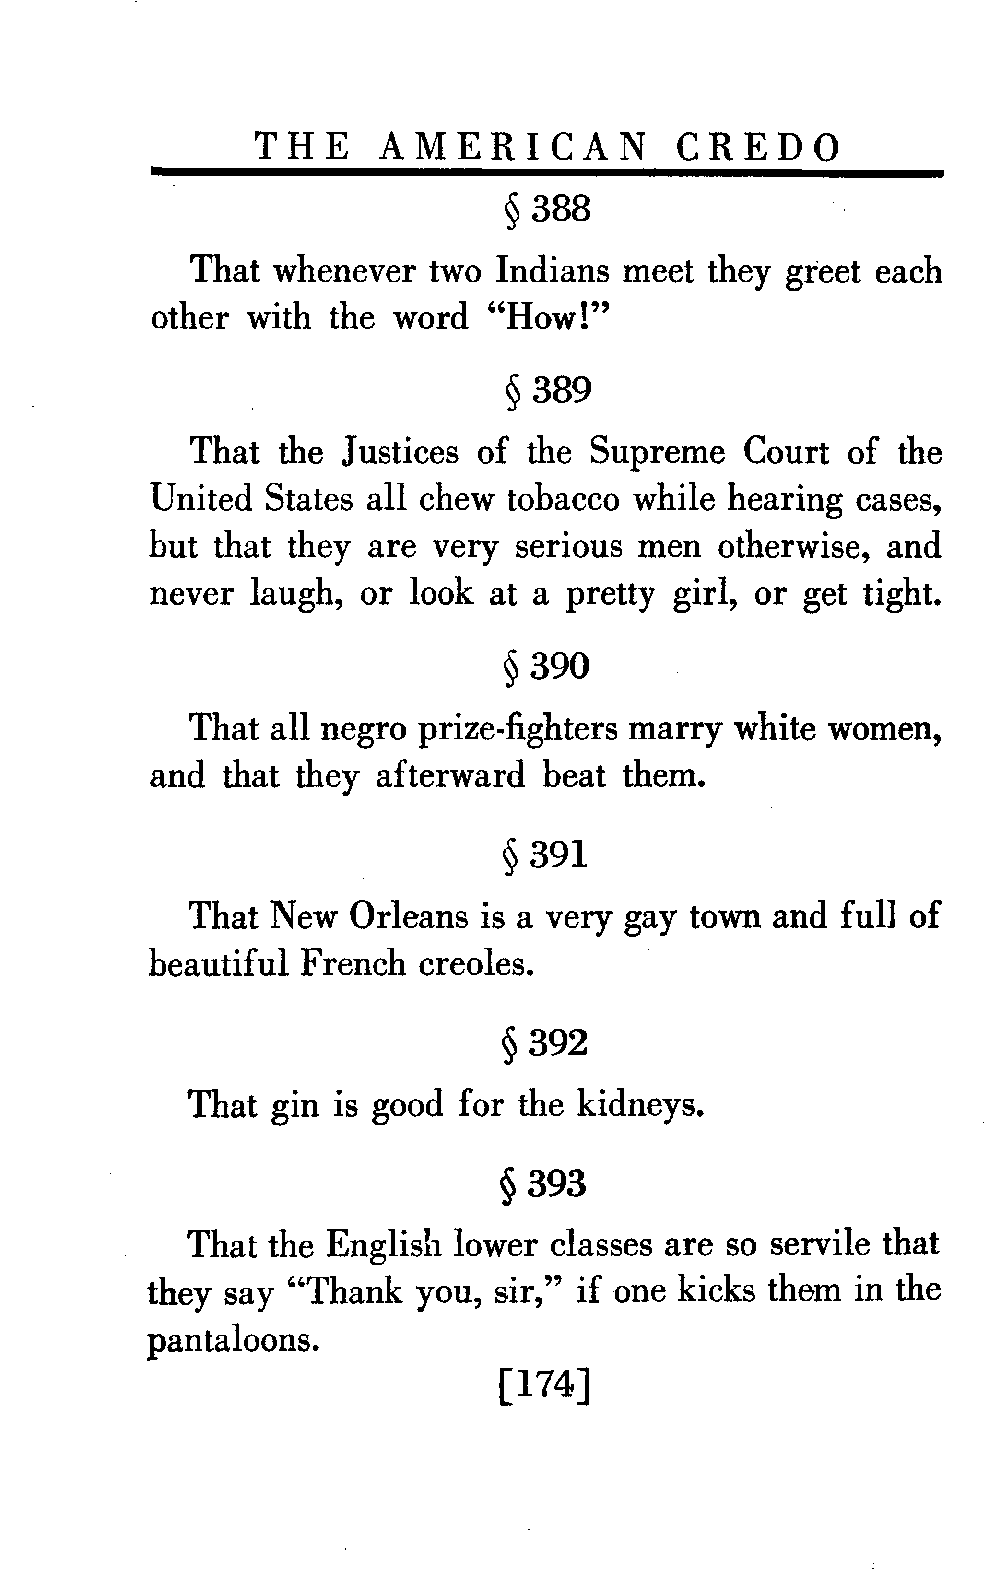 THE AMERICAN CREDO
§ 388
That whenever two Indians meet they greet each
other with the word “How!”
§ 389
That the Justices of the Supreme Court of the
United States all chew tobacco while hearing cases,
but that they are very serious men otherwise, and
never laugh, or look at a pretty girl, or get tight.
§ 390
That all negro prize-fighters marry white women,
and that they afterward beat them.
§ 391
That New Orleans is a very gay town and full of
beautiful French creoles.
§ 392
That gin is good for the kidneys.
§ 393
That the English lower classes are so servile that
they say “Thank you, sir,” if one kicks them in the
pantaloons.
[174]